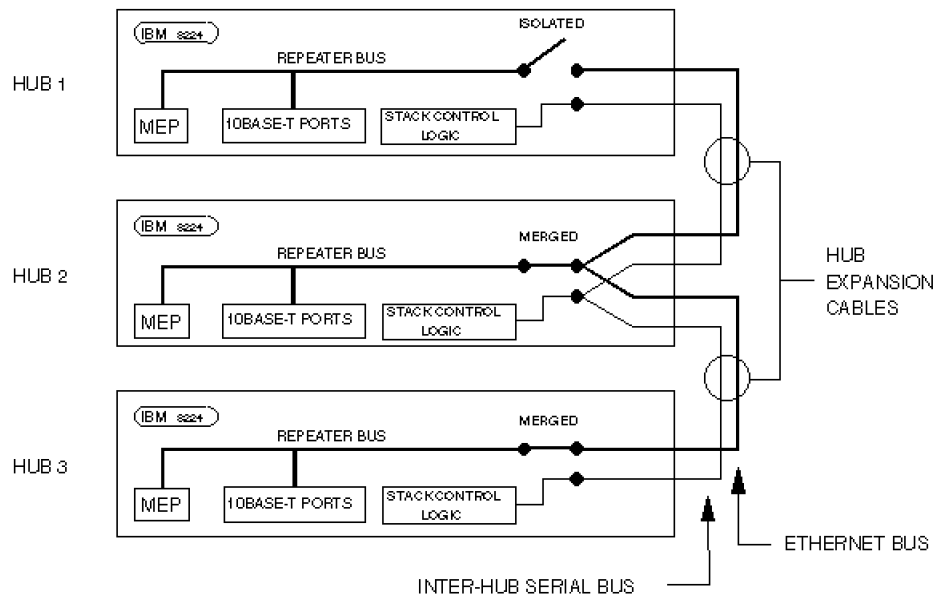 IBM 8224
ISOLATED
REPEATER BUS
HUB 1
MEP
10BASE-T PORTS
STACK CONTROL
LOGIC
IBM 8224
MERGED
REPEATER BUS
HUB 2
HUB
EXPANSION
CABLES
MEP
10BASE-T PORTS
STACK CONTROL
LOGIC
IBM 8224
MERGED
REPEATER BUS
HUB 3
MEP
10BASE-T PORTS
STACK CONTROL
LOGIC
ETHERNET BUS
INTER-HUB SERIAL BUS